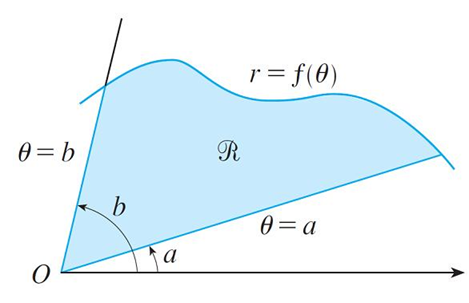 r = f(θ)
θ = b
ℛ
b
θ = a
a
O